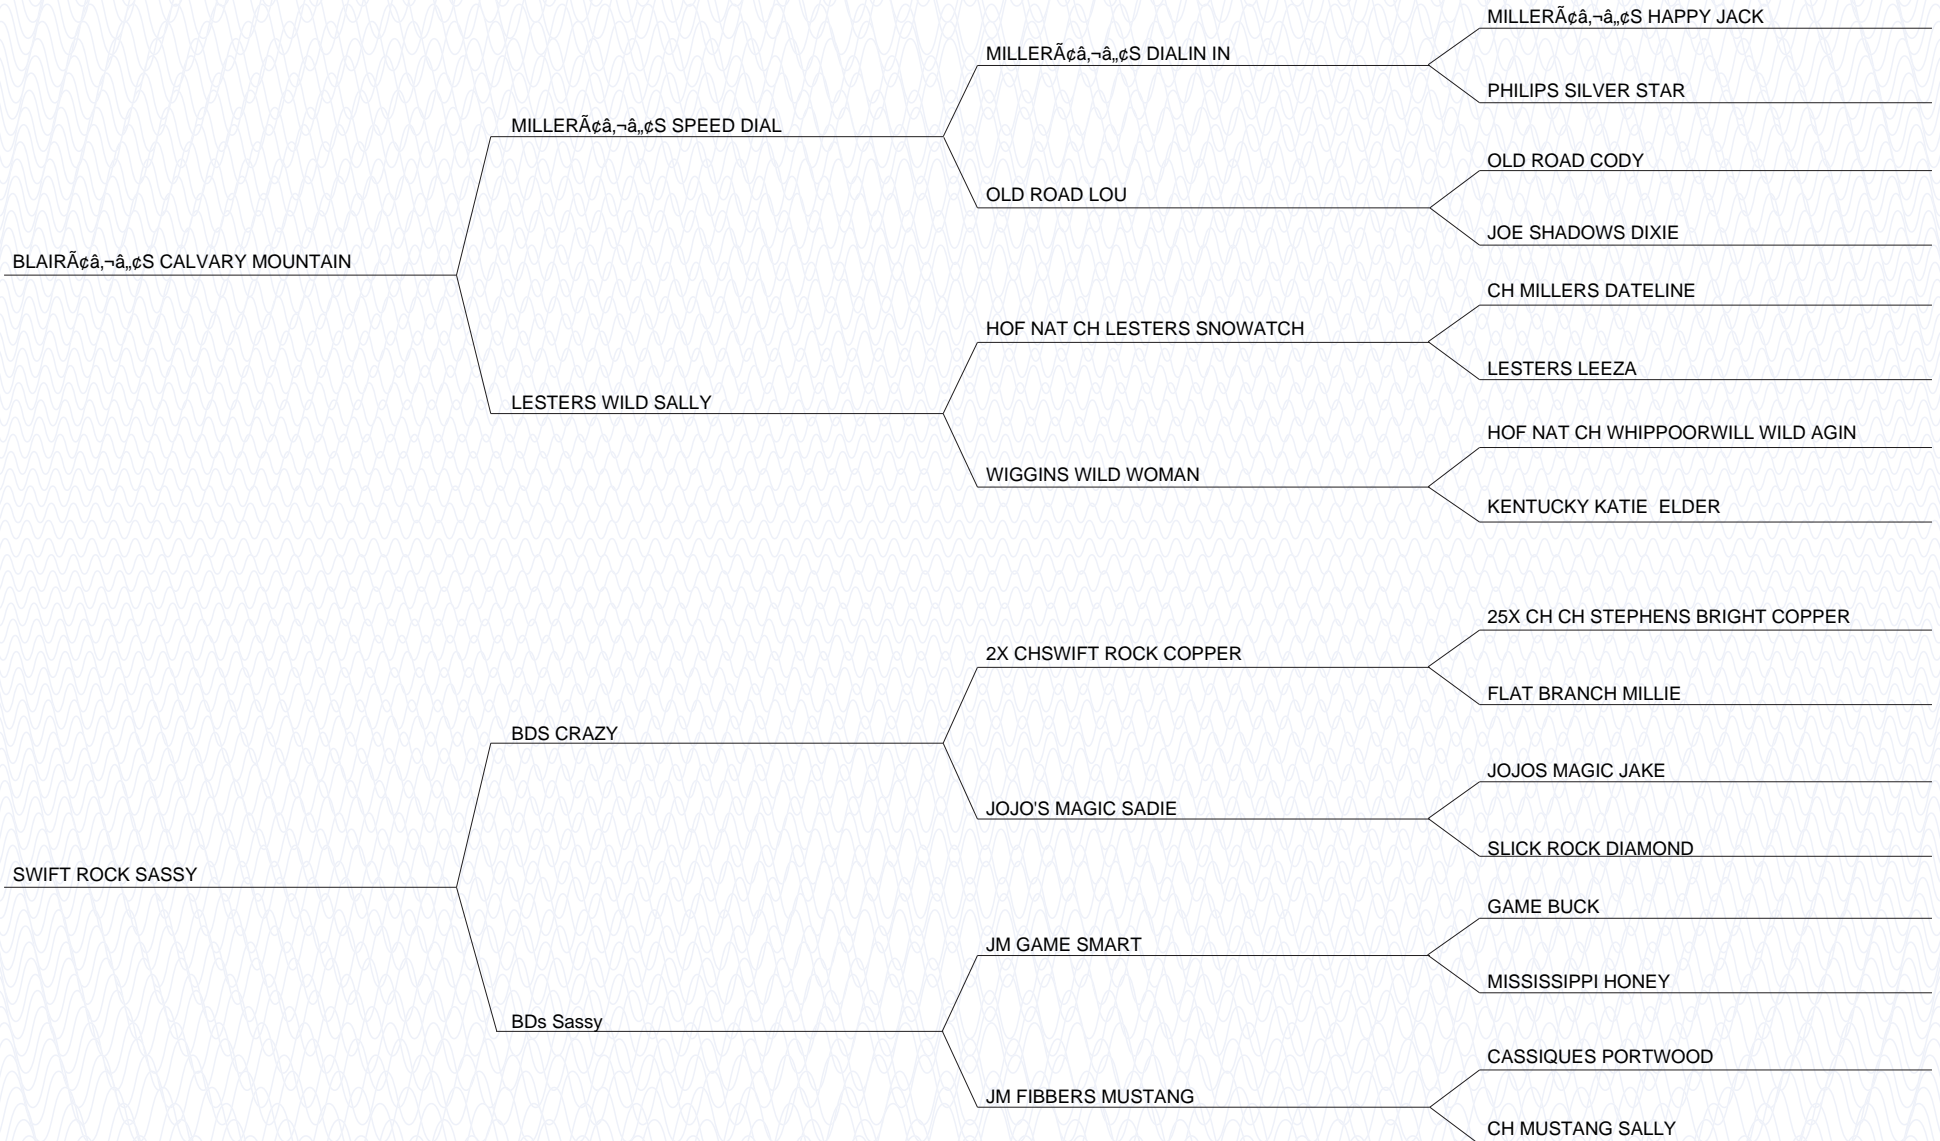 MILLERÃ¢â‚¬â„¢S HAPPY JACK
MILLERÃ¢â‚¬â„¢S DIALIN IN
PHILIPS SILVER STAR
MILLERÃ¢â‚¬â„¢S SPEED DIAL
OLD ROAD CODY
OLD ROAD LOU
JOE SHADOWS DIXIE
BLAIRÃ¢â‚¬â„¢S CALVARY MOUNTAIN
CH MILLERS DATELINE
HOF NAT CH LESTERS SNOWATCH
LESTERS LEEZA
LESTERS WILD SALLY
HOF NAT CH WHIPPOORWILL WILD AGIN
WIGGINS WILD WOMAN
KENTUCKY KATIE  ELDER
25X CH CH STEPHENS BRIGHT COPPER
2X CHSWIFT ROCK COPPER
FLAT BRANCH MILLIE
BDS CRAZY
JOJOS MAGIC JAKE
JOJO'S MAGIC SADIE
SLICK ROCK DIAMOND
SWIFT ROCK SASSY
GAME BUCK
JM GAME SMART
MISSISSIPPI HONEY
BDs Sassy
CASSIQUES PORTWOOD
JM FIBBERS MUSTANG
CH MUSTANG SALLY